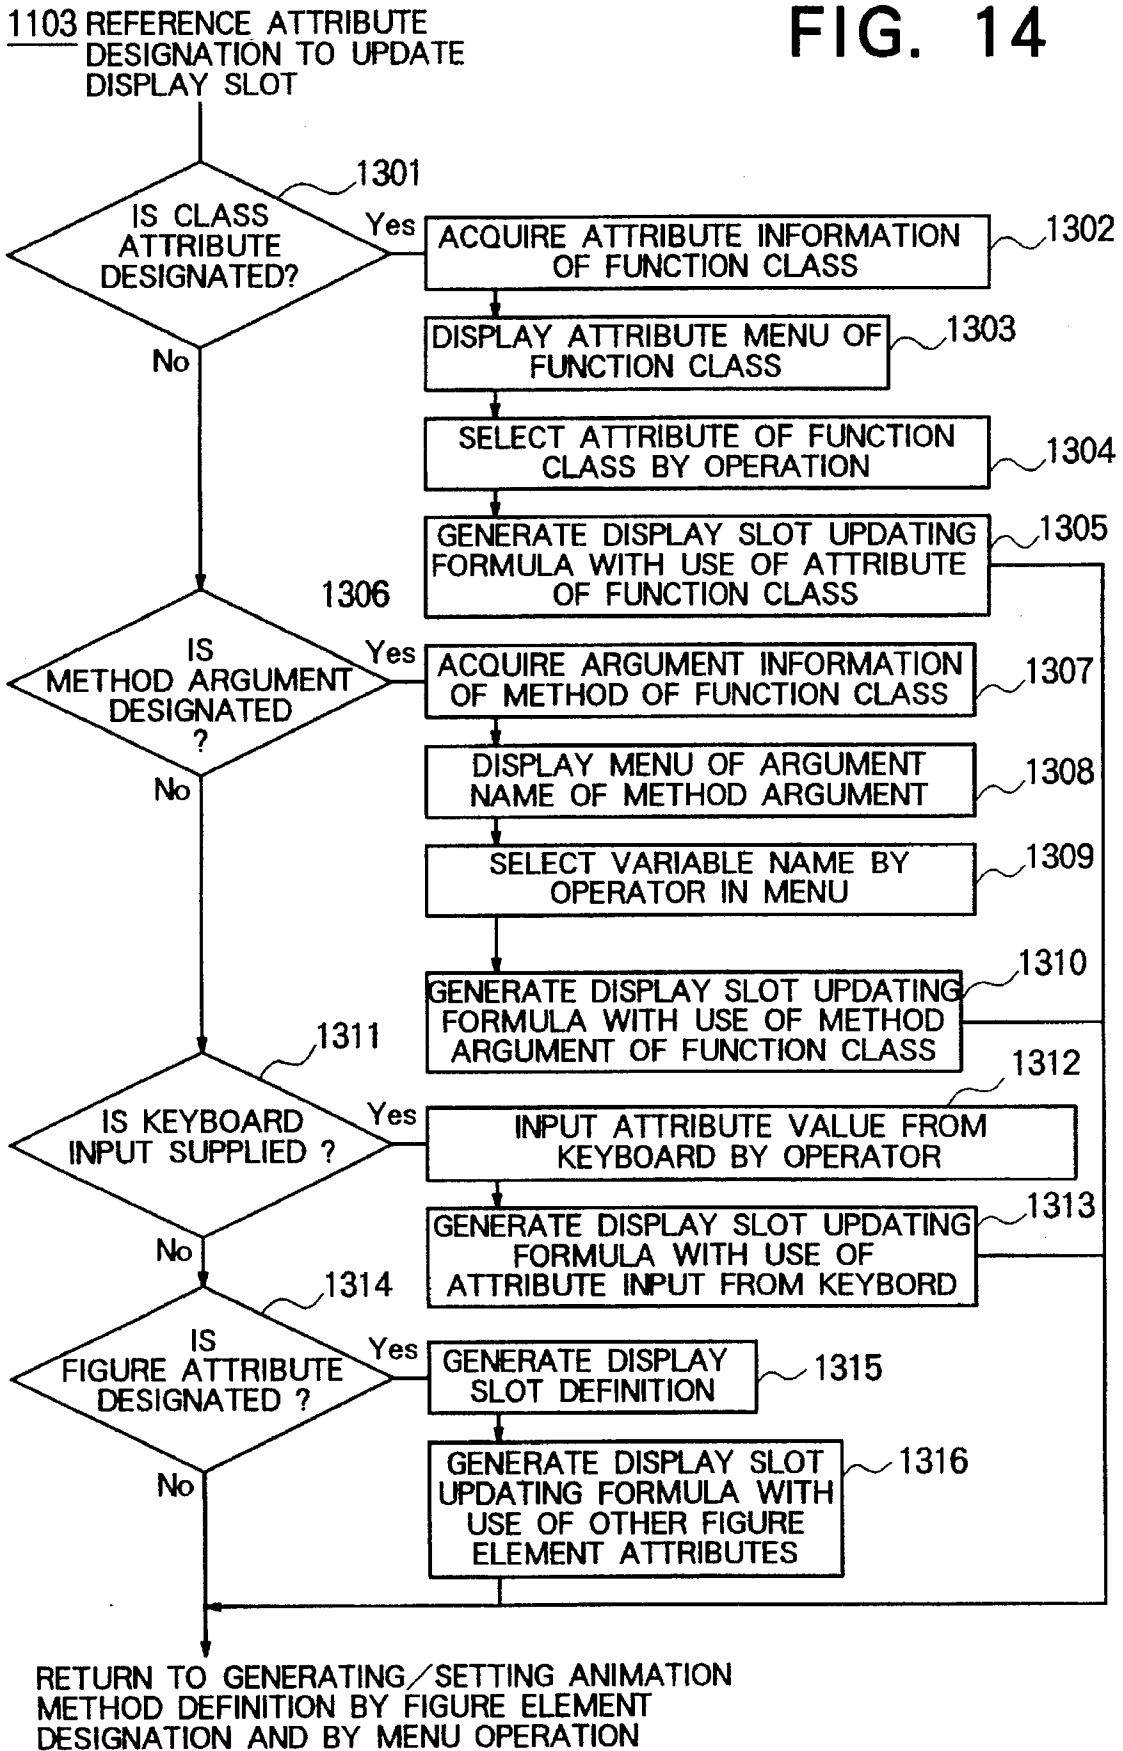 FIG. 14
1103 REFERENCE ATTRIBUTE
DESIGNATION TO UPDATE
DISPLAY SLOT
1301
IS CLASS
ATTRIBUTE
DESIGNATED?
Yes
No
ACQUIRE ATTRIBUTE INFORMATION
OF FUNCTION CLASS
1302
DISPLAY ATTRIBUTE MENU OF
FUNCTION CLASS
1303
SELECT ATTRIBUTE OF FUNCTION
CLASS BY OPERATION
1304
GENERATE DISPLAY SLOT UPDATING
FORMULA WITH USE OF ATTRIBUTE
OF FUNCTION CLASS
1305
1306
IS
METHOD ARGUMENT
DESIGNATED
?
Yes
No
ACQUIRE ARGUMENT INFORMATION
OF METHOD OF FUNCTION CLASS
1307
DISPLAY MENU OF ARGUMENT
NAME OF METHOD ARGUMENT
1308
SELECT VARIABLE NAME BY
OPERATOR IN MENU
1309
GENERATE DISPLAY SLOT UPDATING
FORMULA WITH USE OF METHOD
ARGUMENT OF FUNCTION CLASS
1310
1311
IS KEYBOARD
INPUT SUPPLIED ?
Yes
No
INPUT ATTRIBUTE VALUE FROM
KEYBOARD BY OPERATOR
1312
GENERATE DISPLAY SLOT UPDATING
FORMULA WITH USE OF
ATTRIBUTE INPUT FROM KEYBORD
1313
1314
IS
FIGURE ATTRIBUTE
DESIGNATED ?
Yes
No
GENERATE DISPLAY
SLOT DEFINITION
1315
GENERATE DISPLAY SLOT
UPDATING FORMULA WITH
USE OF OTHER FIGURE
ELEMENT ATTRIBUTES
1316
RETURN TO GENERATING/SETTING ANIMATION
METHOD DEFINITION BY FIGURE ELEMENT
DESIGNATION AND BY MENU OPERATION